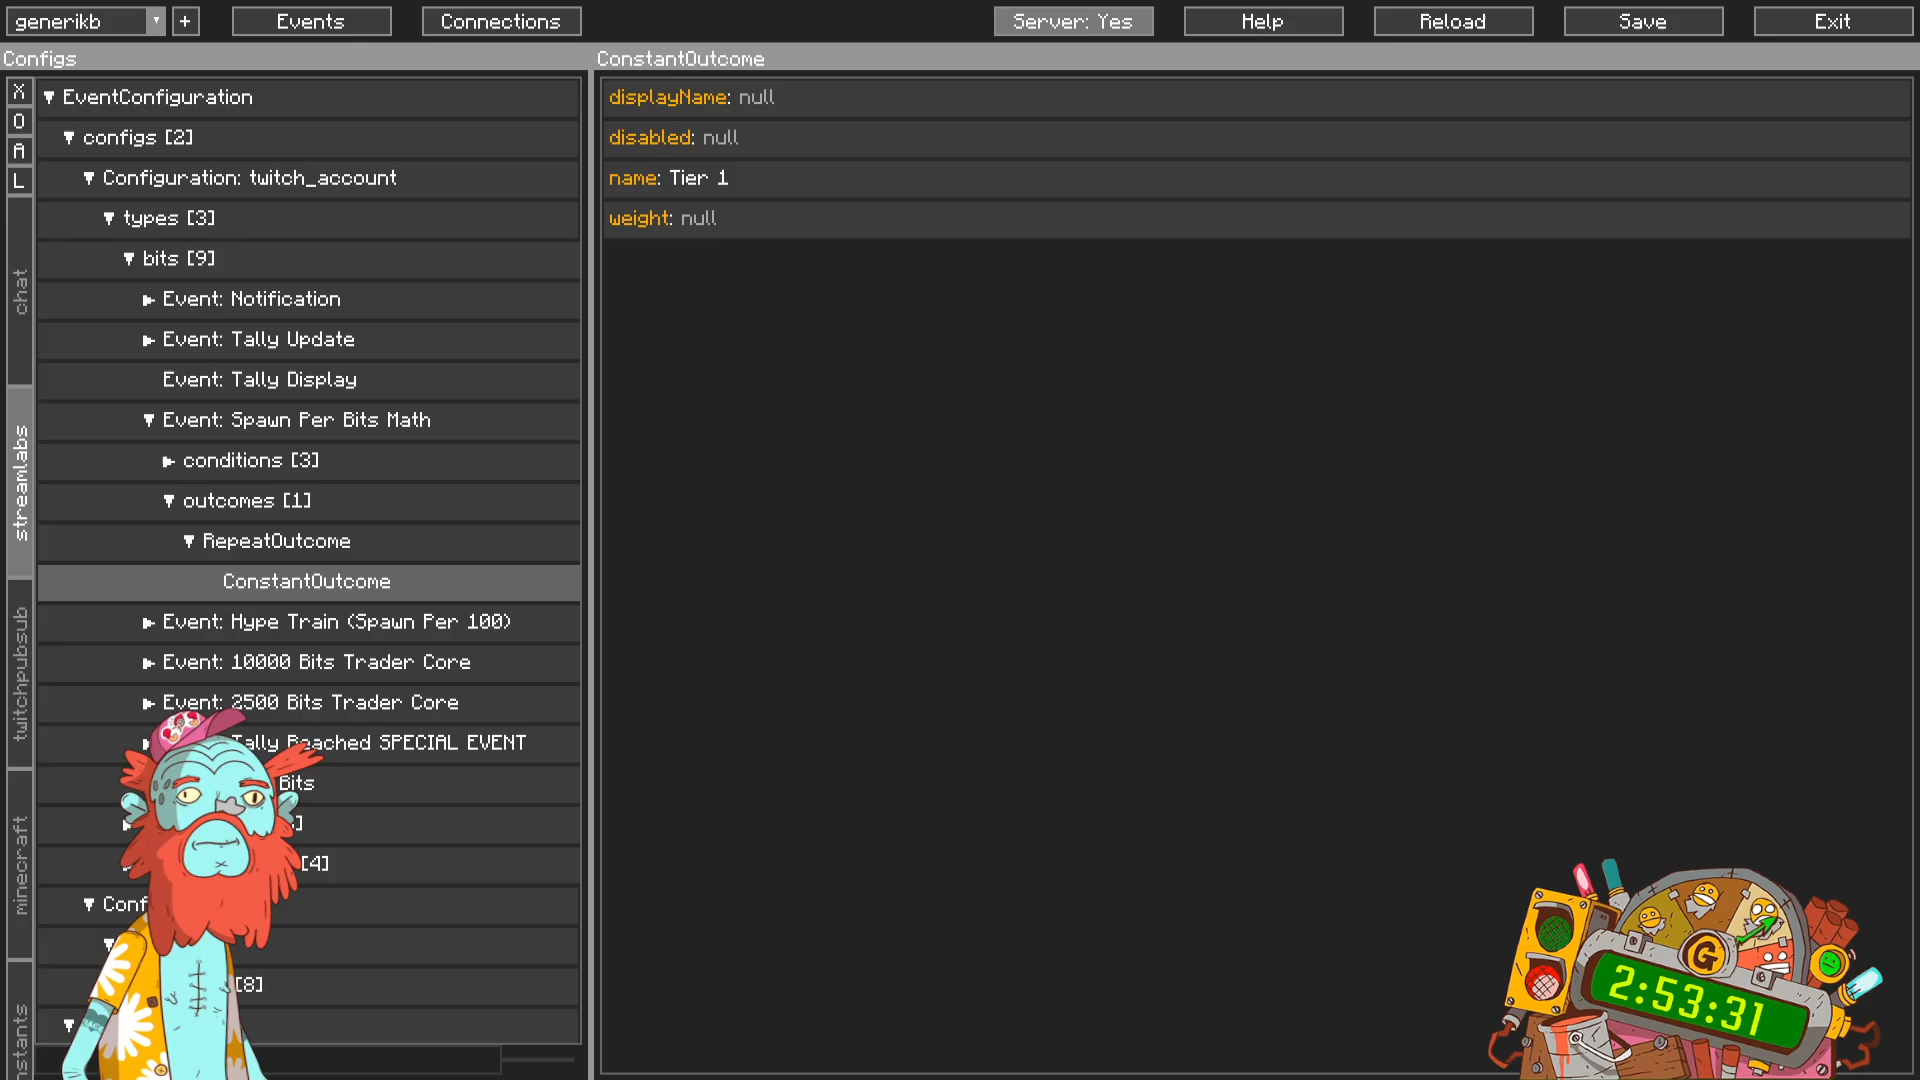 generikb
+
Events
Connections
Server: Yes
Help
Reload
Save
Exit
Configs
ConstantOutcome
X
O
A
L
chat
streamlabs
twitchpubsub
minecraft
EventConfiguration
configs [2]
Configuration: twitch_account
types [3]
bits [9]
Event: Notification
Event: Tally Update
Event: Tally Display
Event: Spawn Per Bits Math
conditions [3]
outcomes [1]
RepeatOutcome
ConstantOutcome
Event: Hype Train (Spawn Per 100)
Event: 10000 Bits Trader Core
Event: 2500 Bits Trader Core
Tally Reached SPECIAL EVENT
Bits
[4]
Conf
[8]
displayName: null
disabled: null
name: Tier 1
weight: null
G
2:53:31